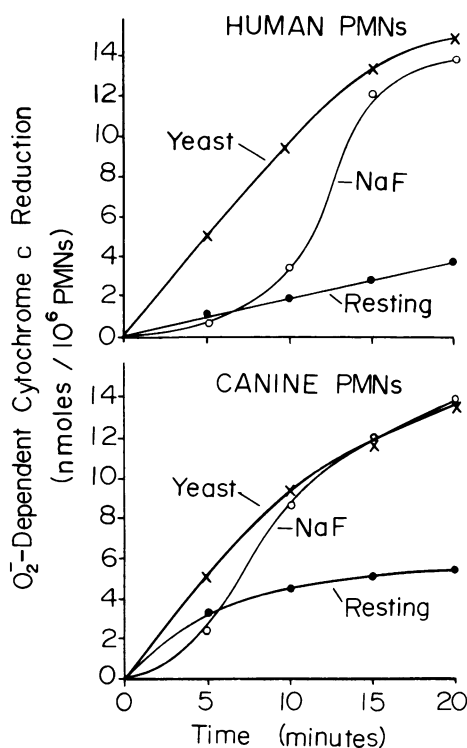 HUMAN PMNs
O₂⁻-Dependent Cytochrome c Reduction
(nmoles / 10⁶ PMNs)
14
12
10
8
6
4
2
0
Yeast
NaF
Resting
CANINE PMNs
14
12
10
8
6
4
2
0
Yeast
NaF
Resting
0 5 10 15 20
Time (minutes)